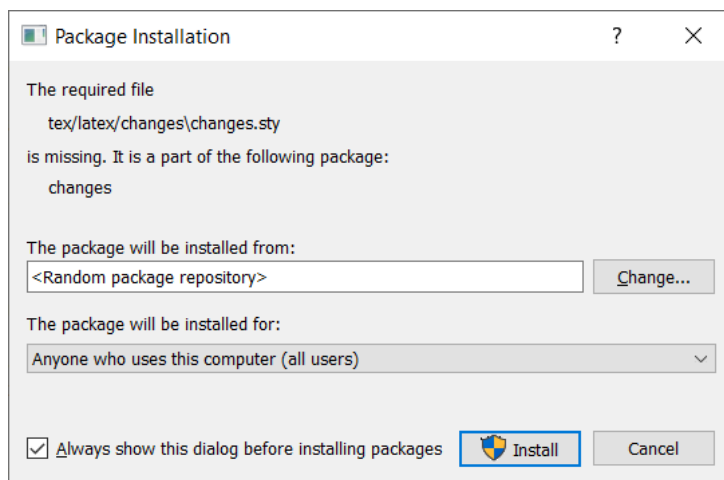 Package Installation
?
The required file
tex/latex/changes\changes.sty
is missing. It is a part of the following package:
changes
The package will be installed from:
<Random package repository>
Change...
The package will be installed for:
Anyone who uses this computer (all users)
Always show this dialog before installing packages
Install
Cancel